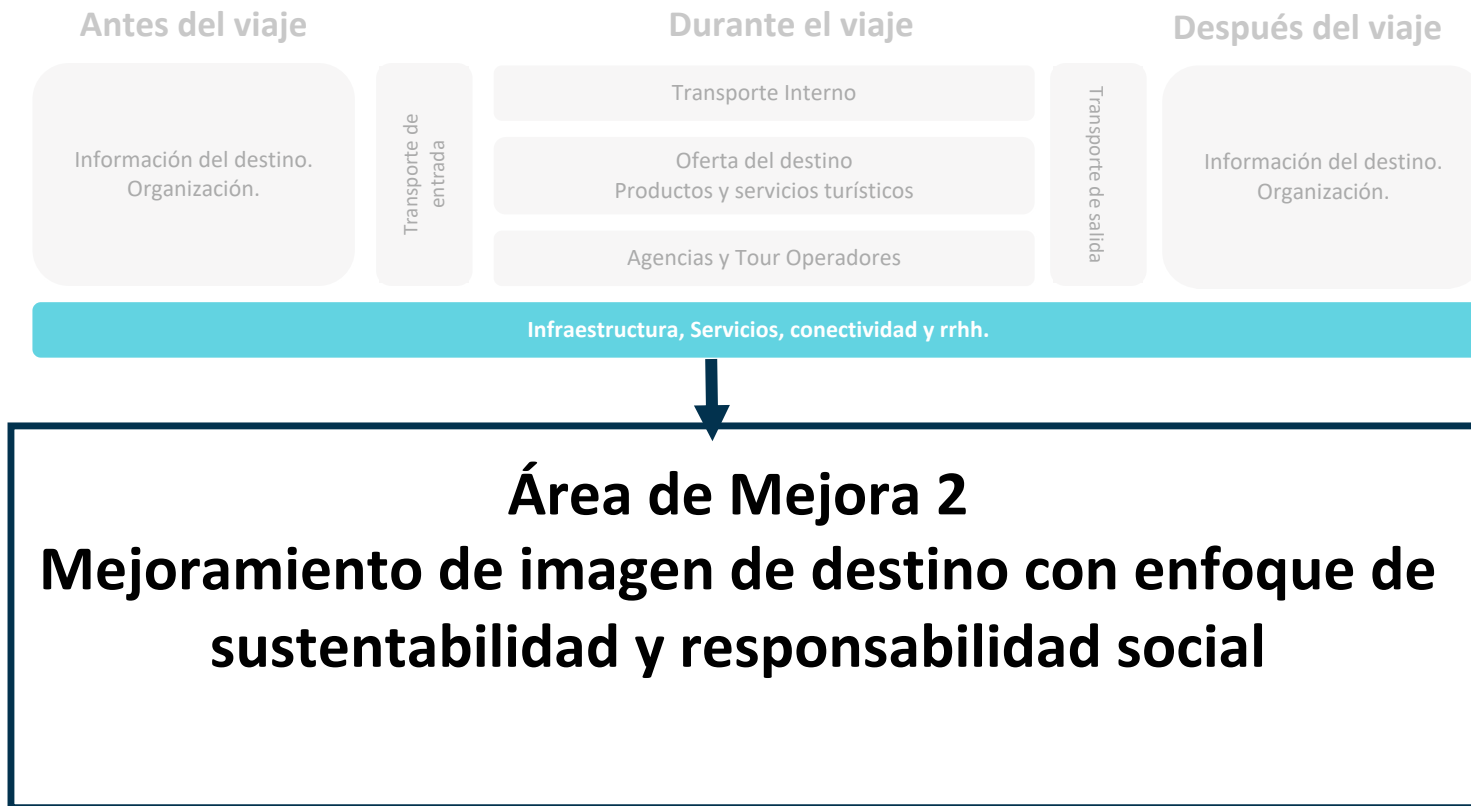 Antes del viaje
Durante el viaje
Después del viaje
Información del destino.
Organización.
Transporte de
entrada
Transporte Interno
Oferta del destino
Productos y servicios turísticos
Agencias y Tour Operadores
Transporte de salida
Información del destino.
Organización.
Infraestructura, Servicios, conectividad y rrhh.
Área de Mejora 2
Mejoramiento de imagen de destino con enfoque de
sustentabilidad y responsabilidad social